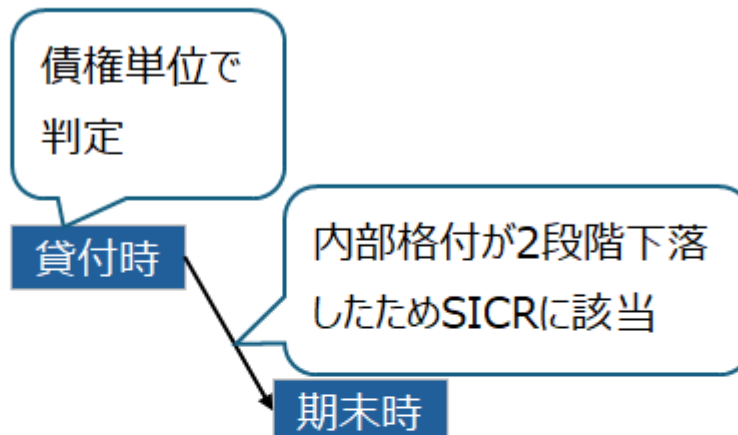 債権単位で
判定
貸付時
内部格付が2段階下落
したためSICRに該当
期末時